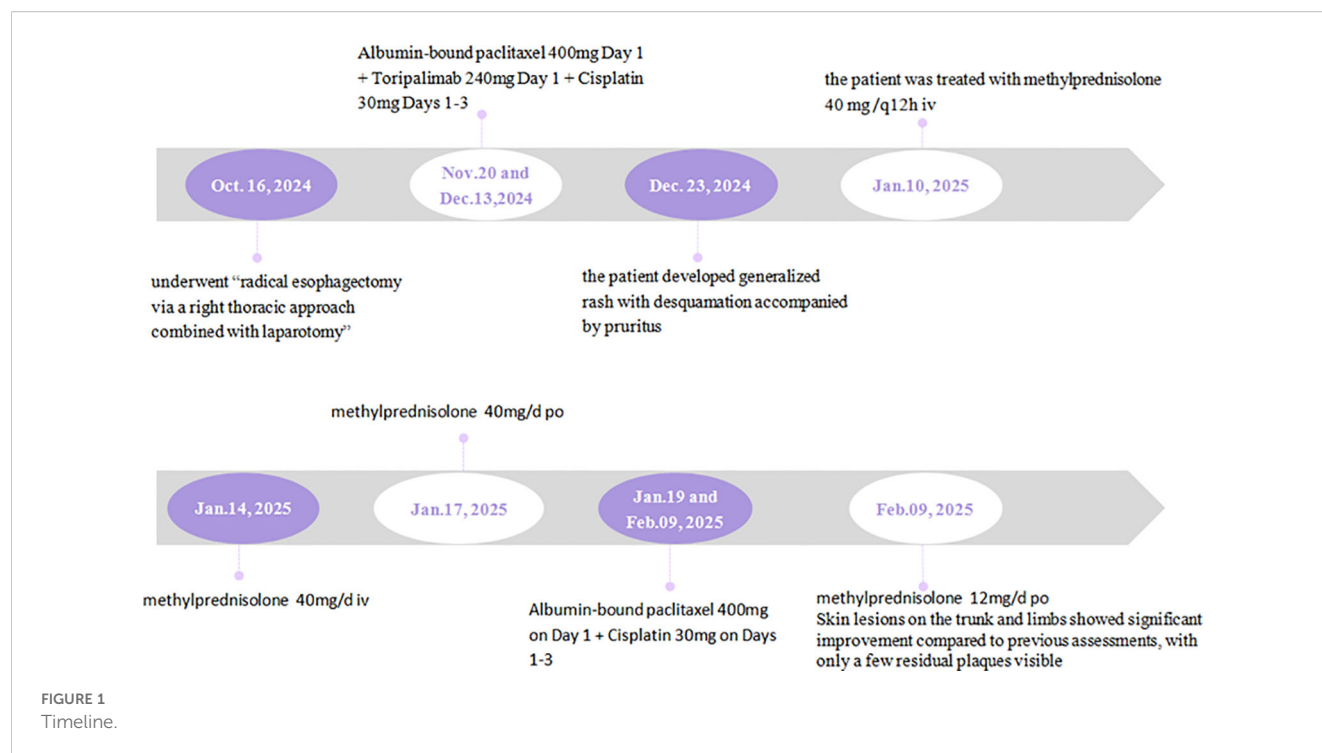 Albumin-bound paclitaxel 400mg Day 1
+ Toripalimab 240mg Day 1 + Cisplatin
30mg Days 1-3
the patient was treated with methylprednisolone
40 mg /q12h iv
Oct. 16, 2024
Nov.20 and
Dec.13,2024
Dec. 23, 2024
Jan.10, 2025
underwent “radical esophagectomy
via a right thoracic approach
combined with laparotomy”
the patient developed generalized
rash with desquamation accompanied
by pruritus
methylprednisolone 40mg/d po
Jan.14, 2025
Jan.17, 2025
Jan.19 and
Feb.09, 2025
Feb.09, 2025
methylprednisolone 40mg/d iv
Albumin-bound paclitaxel 400mg
on Day 1 + Cisplatin 30mg on Days
1-3
methylprednisolone 12mg/d po
Skin lesions on the trunk and limbs showed significant
improvement compared to previous assessments, with
only a few residual plaques visible
FIGURE 1
Timeline.